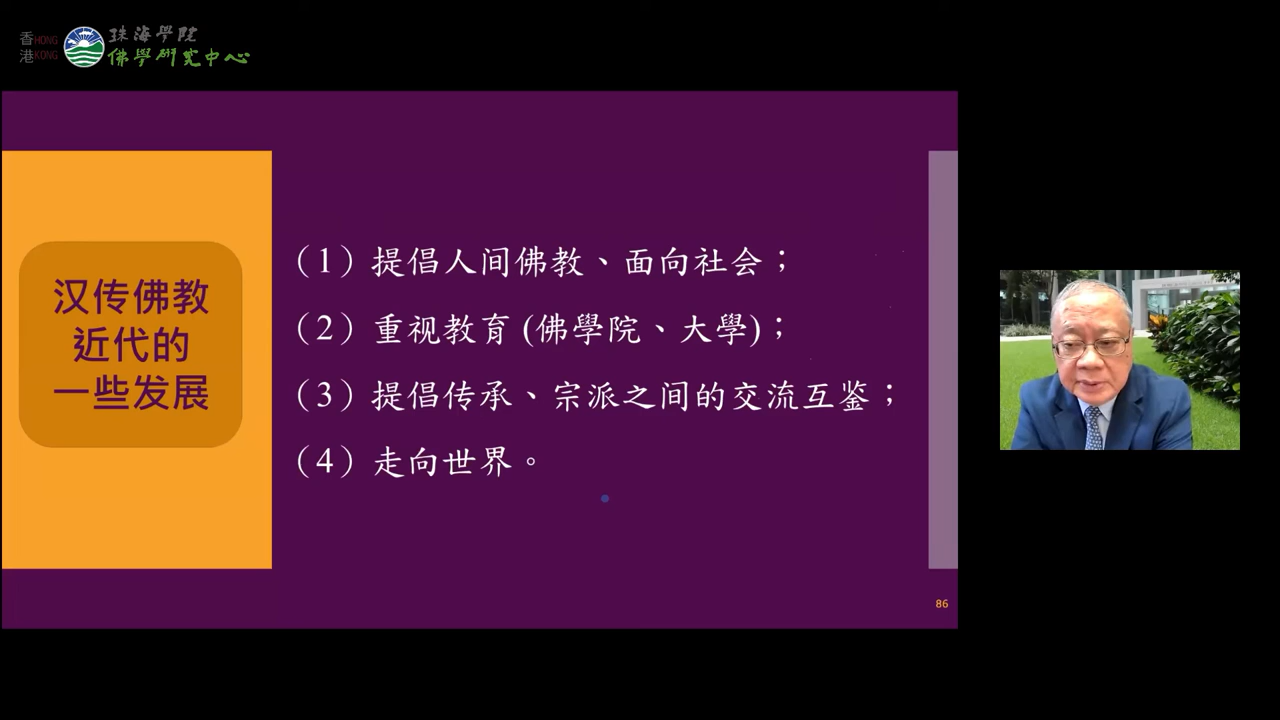 香 HONG
港 KONG
珠海學院
佛學研究中心
汉传佛教
近代的
一些发展
（1）提倡人间佛教、面向社会；
（2）重视教育 (佛學院、大學)；
（3）提倡传承、宗派之间的交流互鉴；
（4）走向世界。
86